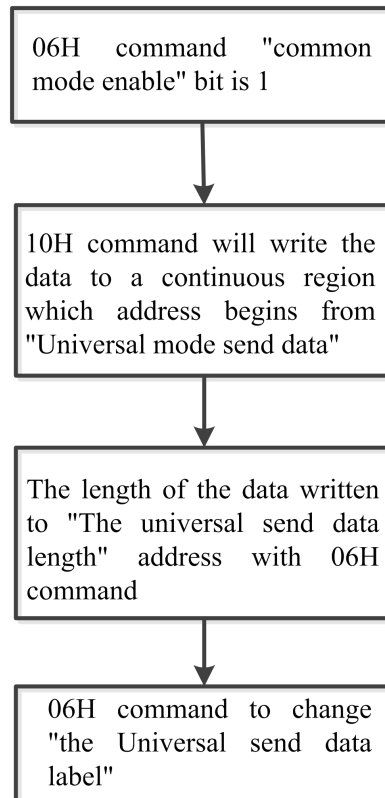 06H command "common
mode enable" bit is 1
10H command will write the
data to a continuous region
which address begins from
"Universal mode send data"
The length of the data written
to "The universal send data
length" address with 06H
command
06H command to change
"the Universal send data
label"